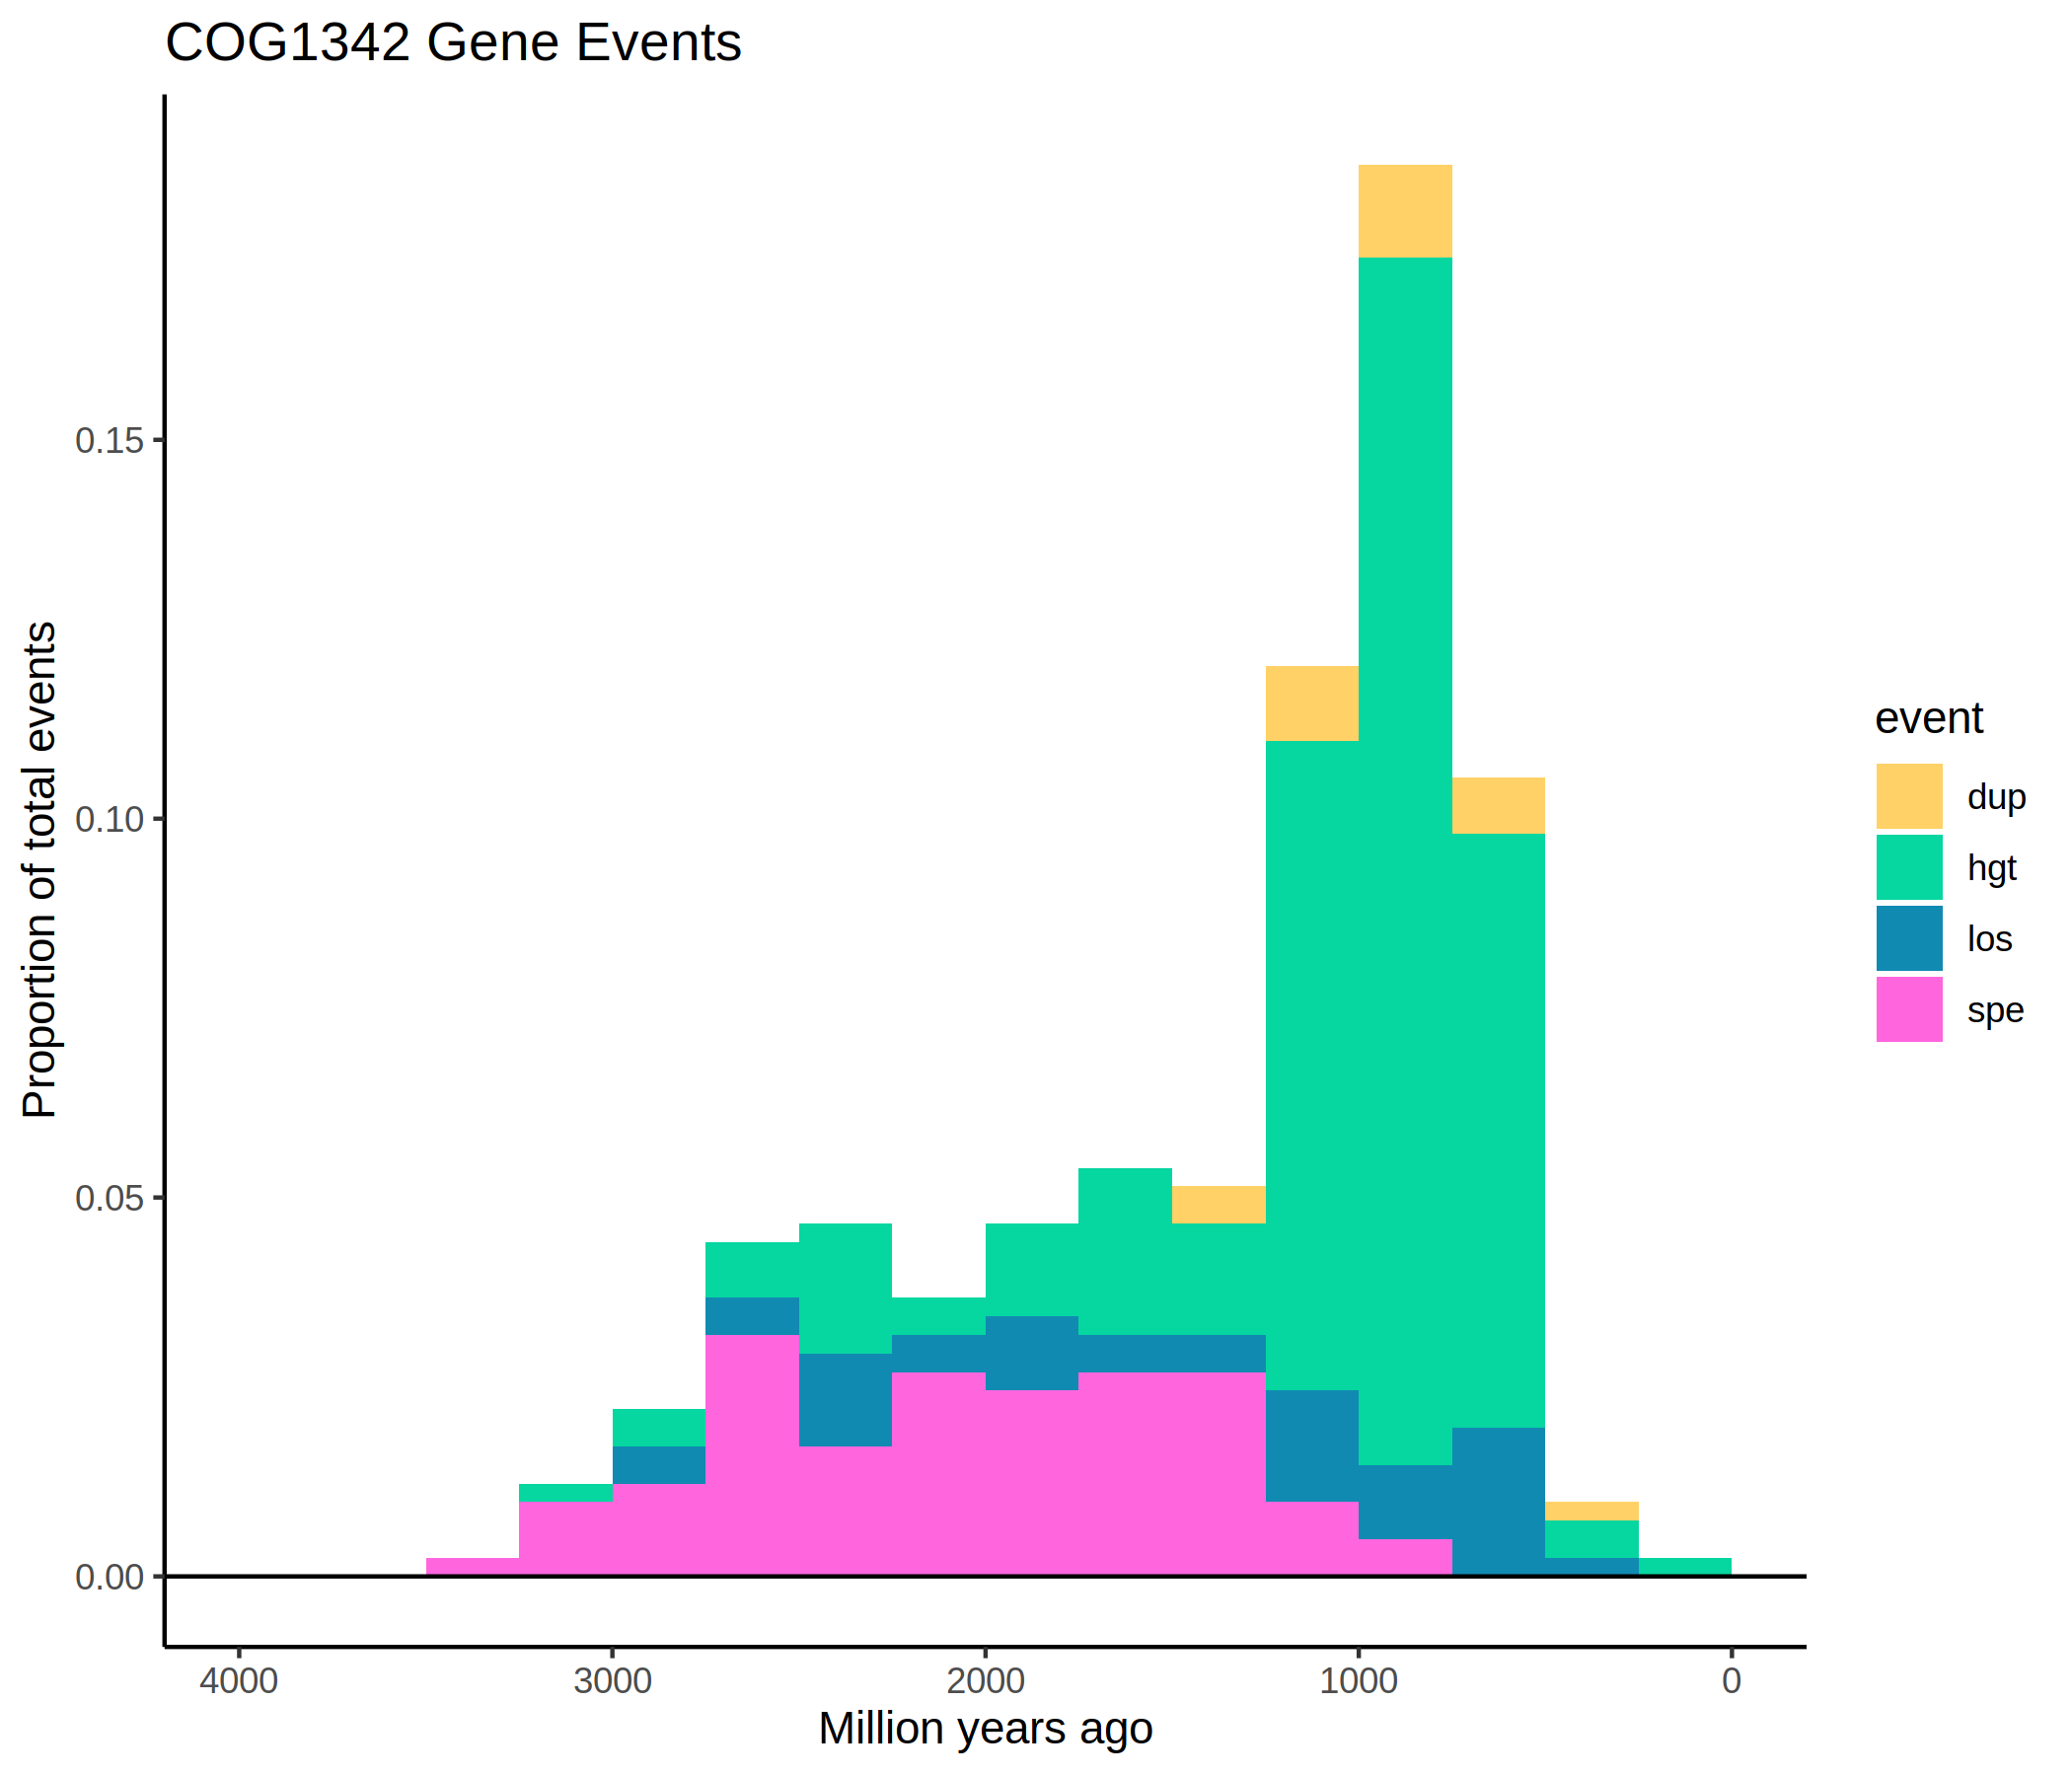 COG1342 Gene Events
Proportion of total events
0.15
0.10
0.05
0.00
4000 3000 2000 1000 0
Million years ago
event
dup
hgt
los
spe